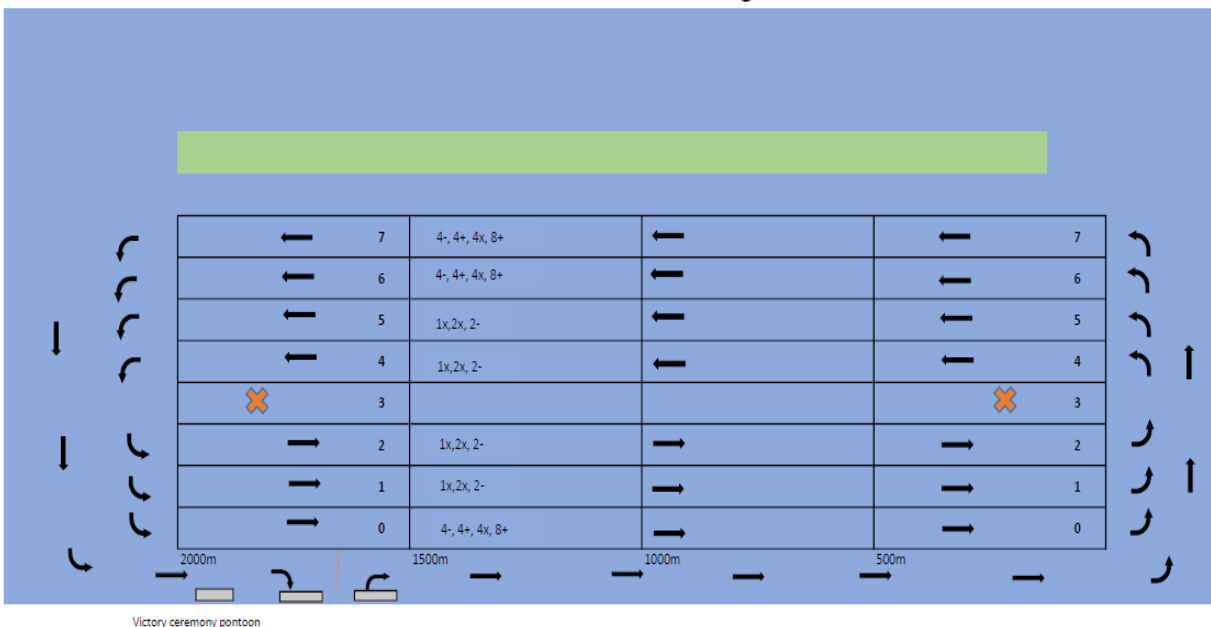 7 4-, 4+, 4x, 8+ 7
6 4-, 4+, 4x, 8+ 6
5 1x,2x, 2- 5
4 1x,2x, 2- 4
3 3
2 1x,2x, 2- 2
1 1x,2x, 2- 1
0 4-, 4+, 4x, 8+ 0
2000m 1500m 1000m 500m
Victory ceremony pontoon